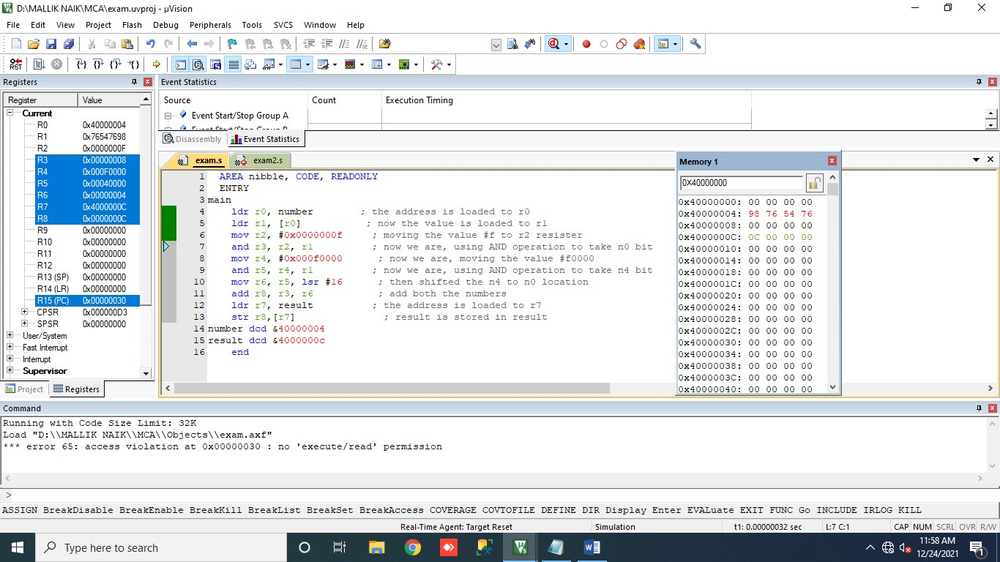 D:\MALLIK NAIK\MCA\exam.uvproj - µVision
File Edit View Project Flash Debug Peripherals Tools SVCS Window Help
Registers
Register Value
Current
R0 0x40000004
R1 0x76547698
R2 0x0000000F
R3 0x00000008
R4 0x000F0000
R5 0x00040000
R6 0x00000004
R7 0x4000000C
R8 0x0000000C
R9 0x00000000
R10 0x00000000
R11 0x00000000
R12 0x00000000
R13 (SP) 0x00000000
R14 (LR) 0x00000000
R15 (PC) 0x00000030
CPSR 0x000000D3
SPSR 0x00000000
User/System
Fast Interrupt
Interrupt
Supervisor
Project Registers
Event Statistics
Source Count Execution Timing
Event Start/Stop Group A
Event Start/Stop Group B
Disassembly Event Statistics
exam.s exam2.s
1 AREA nibble, CODE, READONLY
2 ENTRY
3 main
4 ldr r0, number ; the address is loaded to r0
5 ldr r1, [r0] ; now the value is loaded to r1
6 mov r2, #0x0000000f ; moving the value #f to r2 resister
7 and r3, r2, r1 ; now we are, using AND operation to take n0 bit
8 mov r4, #0x000f0000 ; now we are, moving the value #f0000
9 and r5, r4, r1 ; now we are, using AND operation to take n4 bit
10 mov r6, r5, lsr #16 ; then shifted the n4 to n0 location
11 add r8, r3, r6 ; add both the numbers
12 ldr r7, result ; the address is loaded to r7
13 str r8,[r7] ; result is stored in result
14 number dcd &40000004
15 result dcd &4000000c
16 end
Memory 1
0X40000000
0x40000000: 00 00 00 00
0x40000004: 98 76 54 76
0x40000008: 00 00 00 00
0x4000000C: 0C 00 00 00
0x40000010: 00 00 00 00
0x40000014: 00 00 00 00
0x40000018: 00 00 00 00
0x4000001C: 00 00 00 00
0x40000020: 00 00 00 00
0x40000024: 00 00 00 00
0x40000028: 00 00 00 00
0x4000002C: 00 00 00 00
0x40000030: 00 00 00 00
0x40000034: 00 00 00 00
0x40000038: 00 00 00 00
0x4000003C: 00 00 00 00
0x40000040: 00 00 00 00
Command
Running with Code Size Limit: 32K
Load "D:\\MALLIK NAIK\\MCA\\Objects\\exam.axf"
*** error 65: access violation at 0x00000030 : no 'execute/read' permission
>
ASSIGN BreakDisable BreakEnable BreakKill BreakList BreakSet BreakAccess COVERAGE COVTOFILE DEFINE DIR Display Enter EVALuate EXIT FUNC Go INCLUDE IRLOG KILL
Real-Time Agent: Target Reset Simulation t1: 0.00000032 sec L:7 C:1 CAP NUM SCRL OVR R/W
Type here to search
11:58 AM
12/24/2021
1